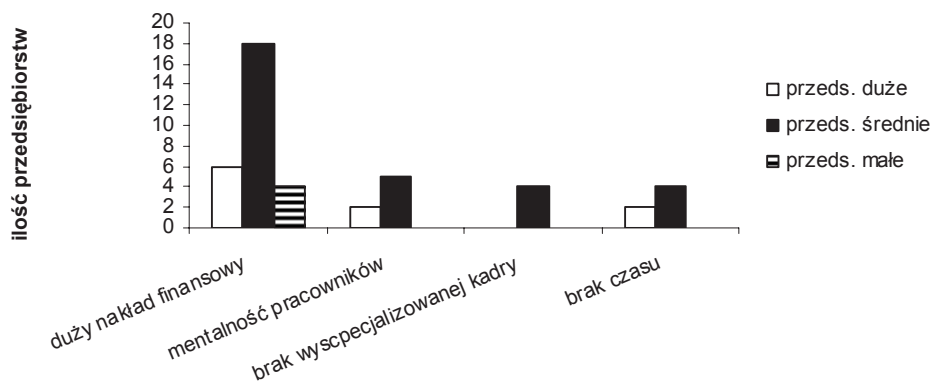 ilość przedsiębiorstw
20
18
16
14
12
10
8
6
4
2
0
duży nakład finansowy
mentalność pracowników
brak wyscpecjalizowanej kadry
brak czasu
przeds. duże
przeds. średnie
przeds. małe